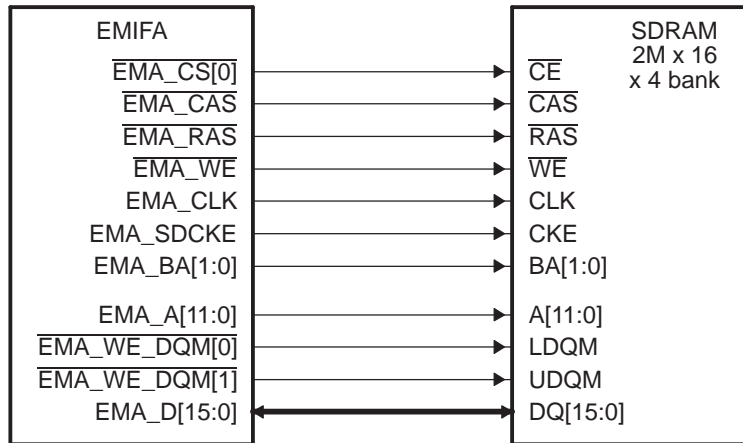 EMIFA
EMA_CS[0]
EMA_CAS
EMA_RAS
EMA_WE
EMA_CLK
EMA_SDCKE
EMA_BA[1:0]
EMA_A[11:0]
EMA_WE_DQM[0]
EMA_WE_DQM[1]
EMA_D[15:0]
SDRAM
2M x 16
x 4 bank
CE
CAS
RAS
WE
CLK
CKE
BA[1:0]
A[11:0]
LDQM
UDQM
DQ[15:0]